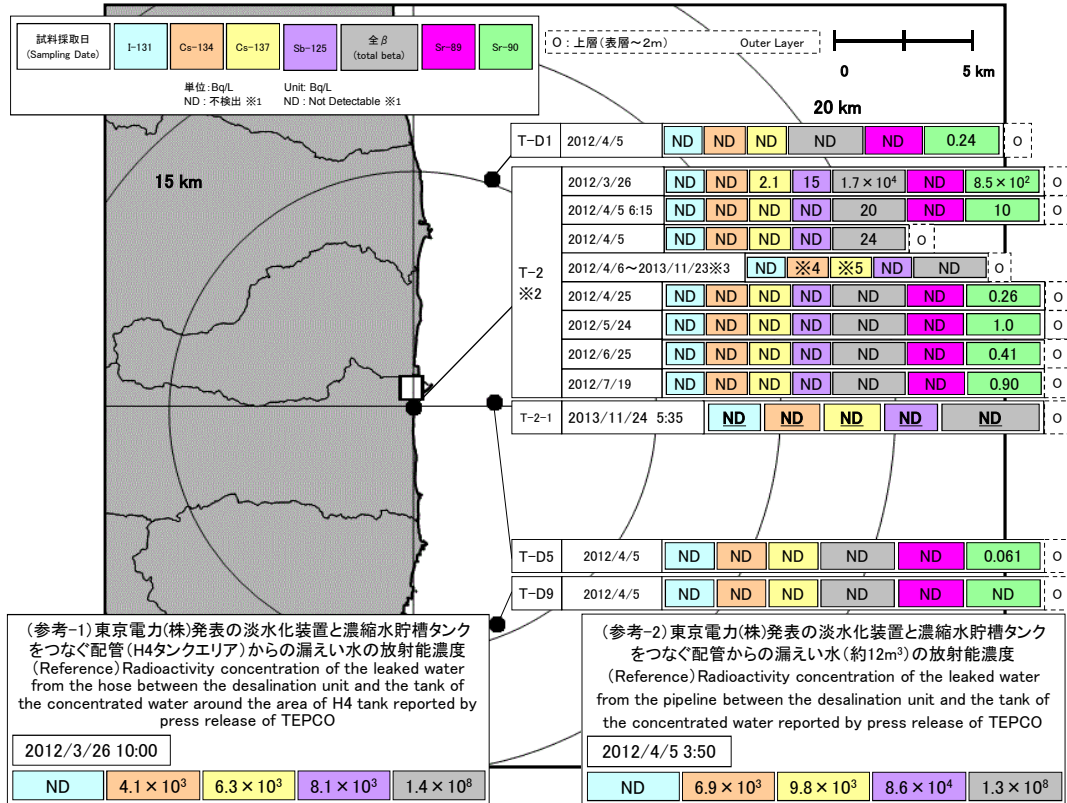 試料採取日
(Sampling Date)
I-131
Cs-134
Cs-137
Sb-125
全β
(total beta)
Sr-89
Sr-90
単位:Bq/L Unit: Bq/L
ND : 不検出 ※1 ND : Not Detectable ※1
O : 上層(表層～2m) Outer Layer
0 5 km
20 km
15 km
T-D1 2012/4/5 ND ND ND ND ND 0.24 O
T-2
※2
2012/3/26 ND ND 2.1 15 1.7×10⁴ ND 8.5×10² O
2012/4/5 6:15 ND ND ND ND 20 ND 10 O
2012/4/5 ND ND ND ND 24 O
2012/4/6～2013/11/23※3 ND ※4 ※5 ND ND O
2012/4/25 ND ND ND ND ND ND 0.26 O
2012/5/24 ND ND ND ND ND ND 1.0 O
2012/6/25 ND ND ND ND ND ND 0.41 O
2012/7/19 ND ND ND ND ND ND 0.90 O
T-2-1 2013/11/24 5:35 ND ND ND ND ND O
T-D5 2012/4/5 ND ND ND ND ND 0.061 O
T-D9 2012/4/5 ND ND ND ND ND ND O
(参考-1)東京電力(株)発表の淡水化装置と濃縮水貯槽タンク
をつなぐ配管(H4タンクエリア)からの漏えい水の放射能濃度
(Reference)Radioactivity concentration of the leaked water
from the hose between the desalination unit and the tank of
the concentrated water around the area of H4 tank reported by
press release of TEPCO
2012/3/26 10:00
ND 4.1×10³ 6.3×10³ 8.1×10³ 1.4×10⁸
(参考-2)東京電力(株)発表の淡水化装置と濃縮水貯槽タンク
をつなぐ配管からの漏えい水(約12m³)の放射能濃度
(Reference)Radioactivity concentration of the leaked water
from the pipeline between the desalination unit and the tank of
the concentrated water reported by press release of TEPCO
2012/4/5 3:50
ND 6.9×10³ 9.8×10³ 8.6×10⁴ 1.3×10⁸